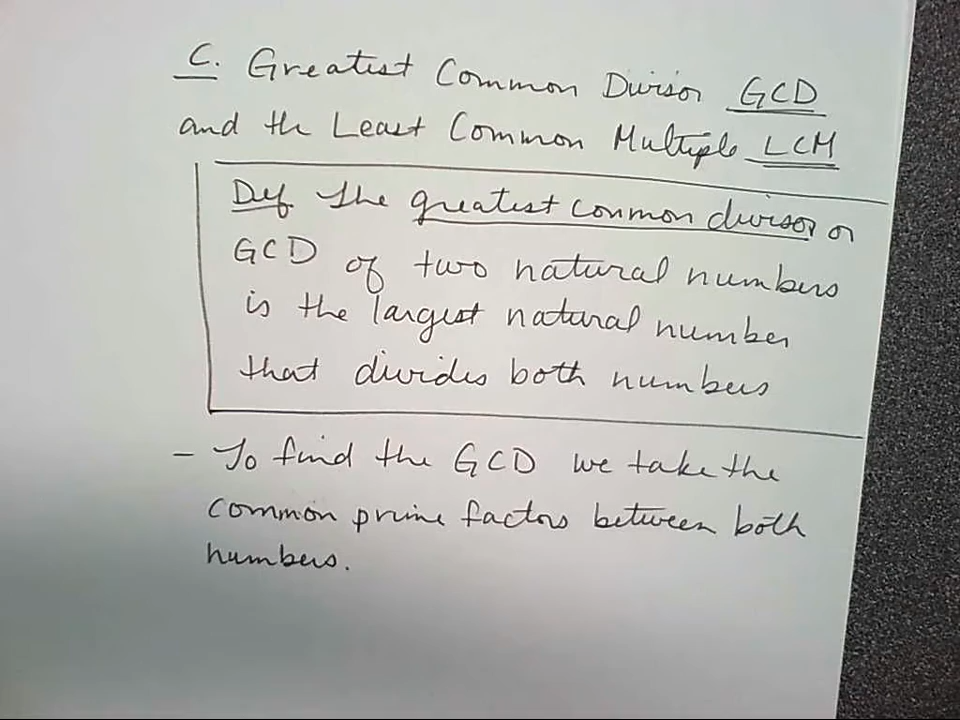 C. Greatest Common Divisor GCD
and the Least Common Multiple LCM
Def The greatest common divisor or
GCD of two natural numbers
is the largest natural number
that divides both numbers
- To find the GCD we take the
common prime factors between both
numbers.